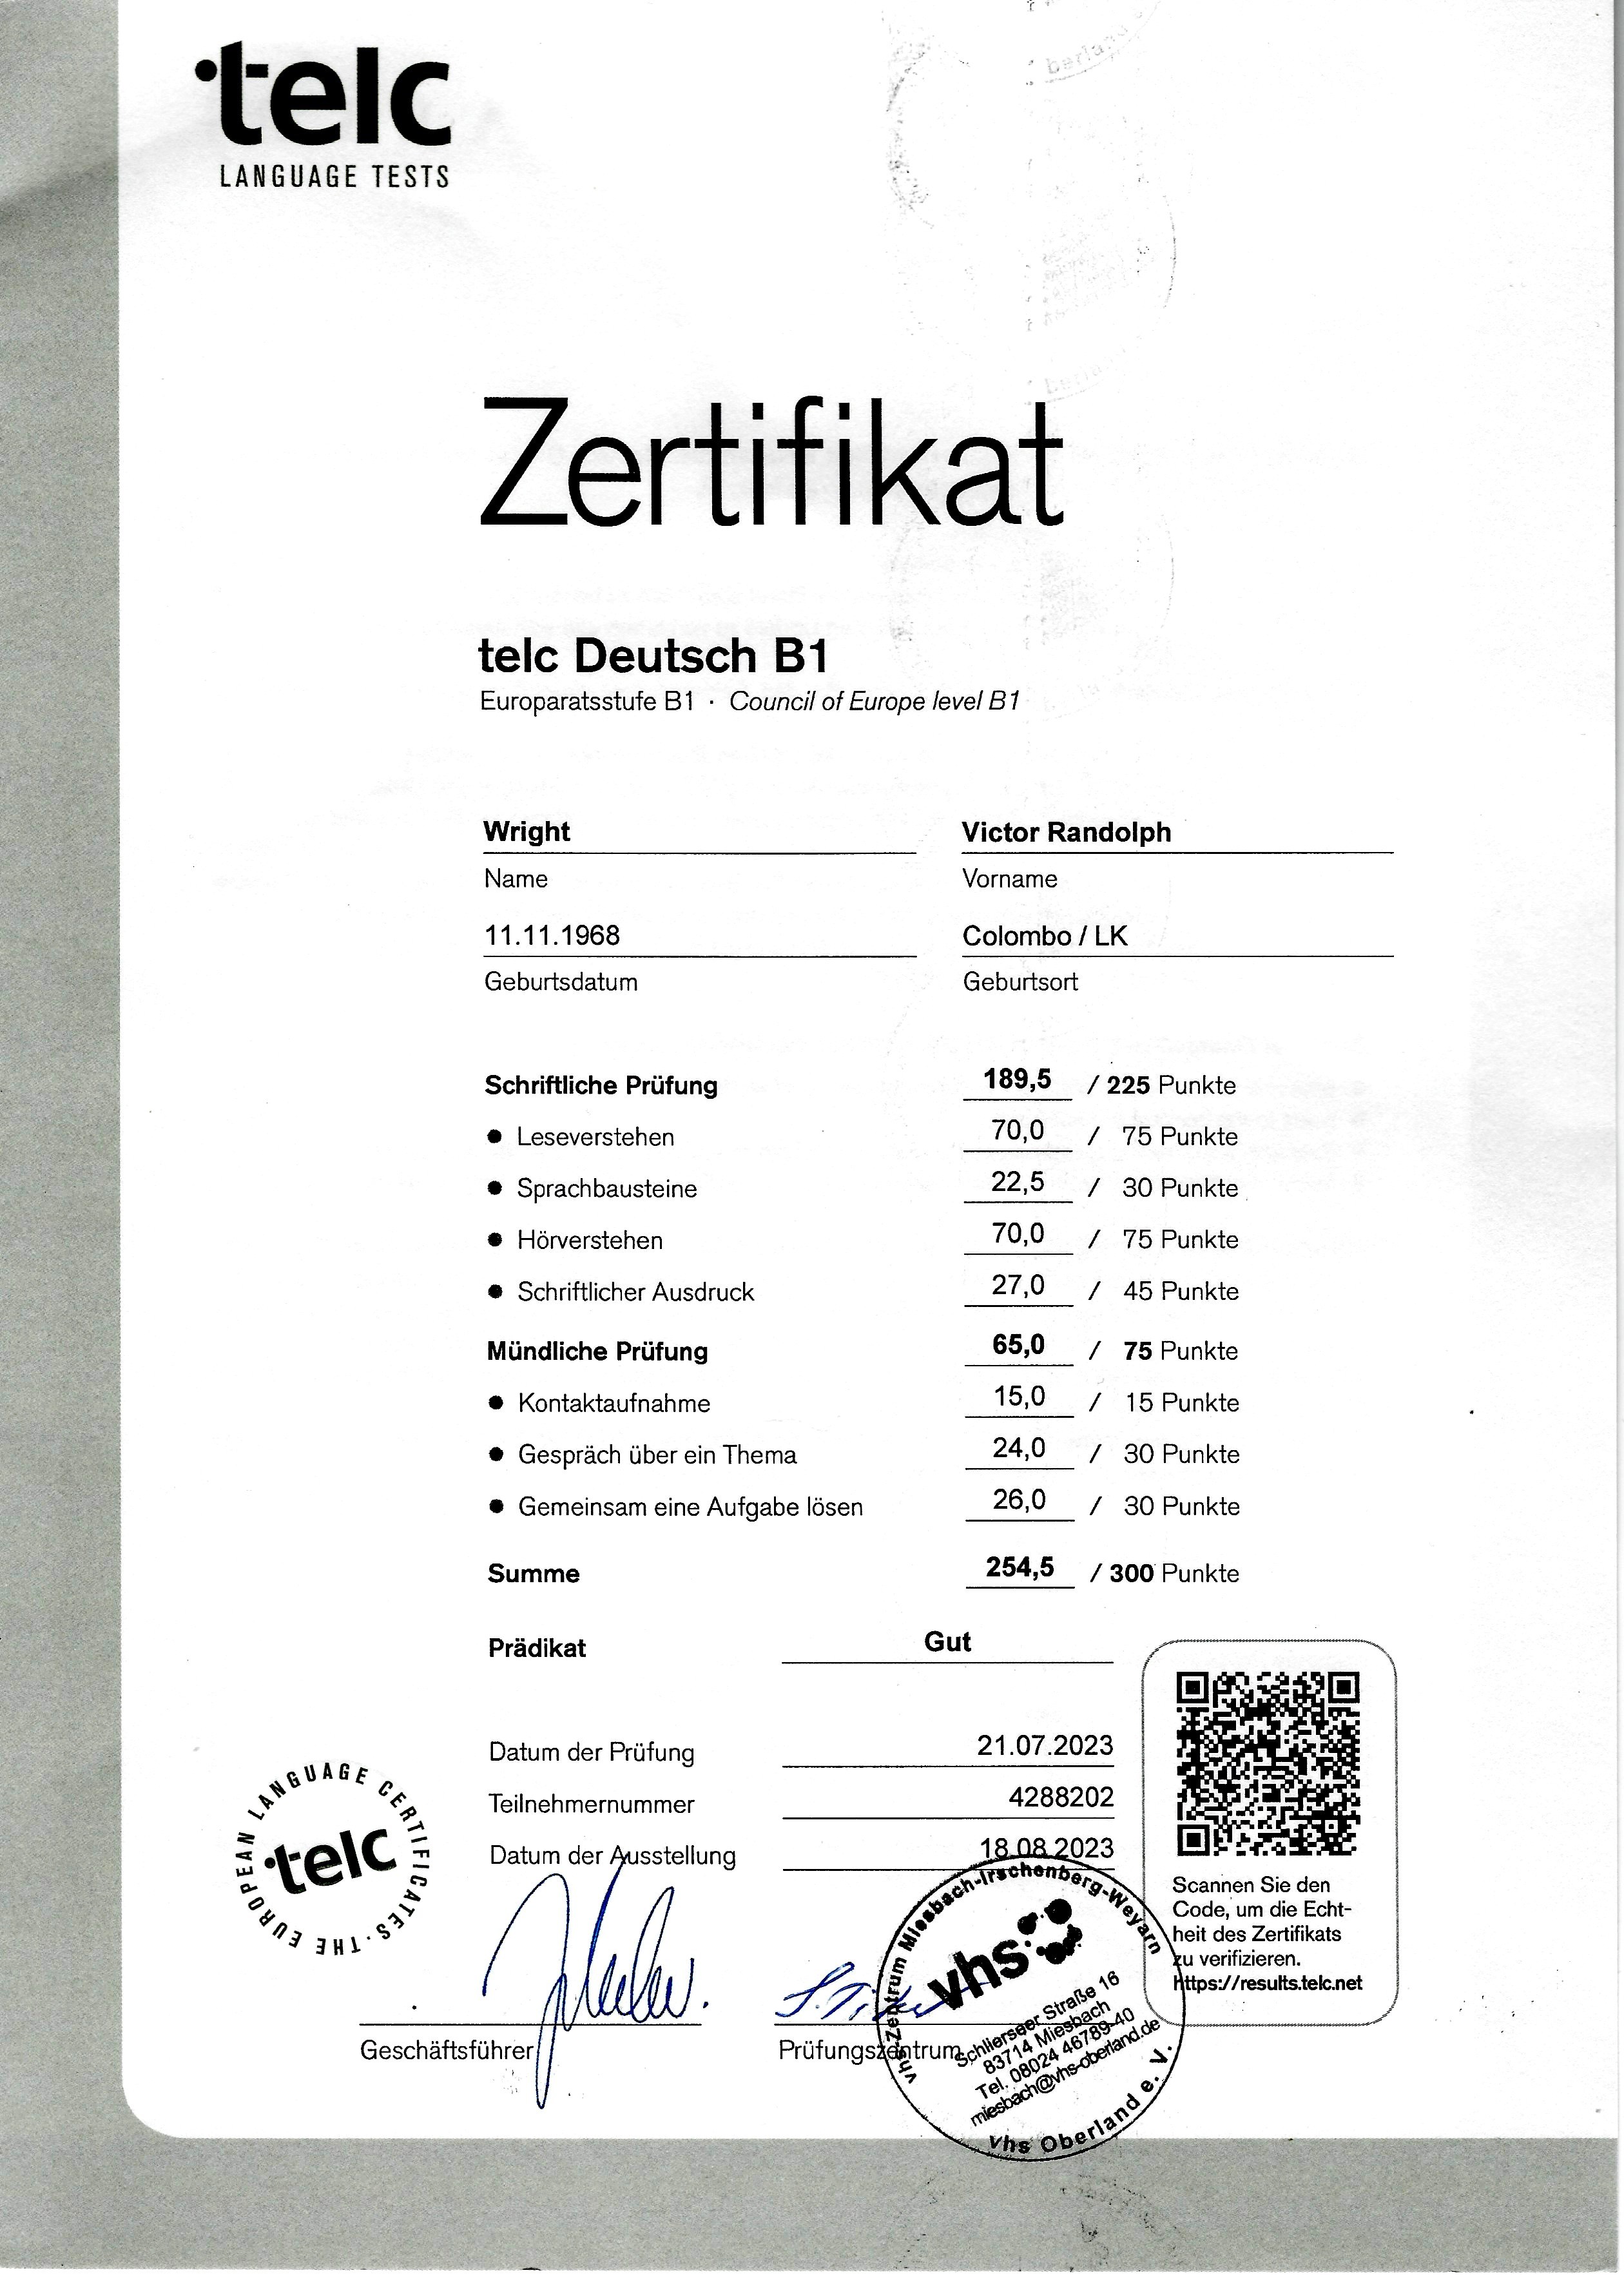 telc
LANGUAGE TESTS
Zertifikat
telc Deutsch B1
Europaratsstufe B1 · Council of Europe level B1
Wright Victor Randolph
Name Vorname
11.11.1968 Colombo / LK
Geburtsdatum Geburtsort
Schriftliche Prüfung 189,5 / 225 Punkte
• Leseverstehen 70,0 / 75 Punkte
• Sprachbausteine 22,5 / 30 Punkte
• Hörverstehen 70,0 / 75 Punkte
• Schriftlicher Ausdruck 27,0 / 45 Punkte
Mündliche Prüfung 65,0 / 75 Punkte
• Kontaktaufnahme 15,0 / 15 Punkte
• Gespräch über ein Thema 24,0 / 30 Punkte
• Gemeinsam eine Aufgabe lösen 26,0 / 30 Punkte
Summe 254,5 / 300 Punkte
Prädikat Gut
Datum der Prüfung 21.07.2023
Teilnehmernummer 4288202
Datum der Ausstellung 18.08.2023
Scannen Sie den
Code, um die Echt-
heit des Zertifikats
zu verifizieren.
https://results.telc.net
THE EUROPEAN LANGUAGE CERTIFICATES ·
telc
Geschäftsführer
Prüfungszentrum
vhs-Zentrum Miesbach-Irschenberg-Weyarn
vhs
Schlierseer Straße 16
83714 Miesbach
Tel. 08024 46789-40
miesbach@vhs-oberland.de
vhs Oberland e. V.